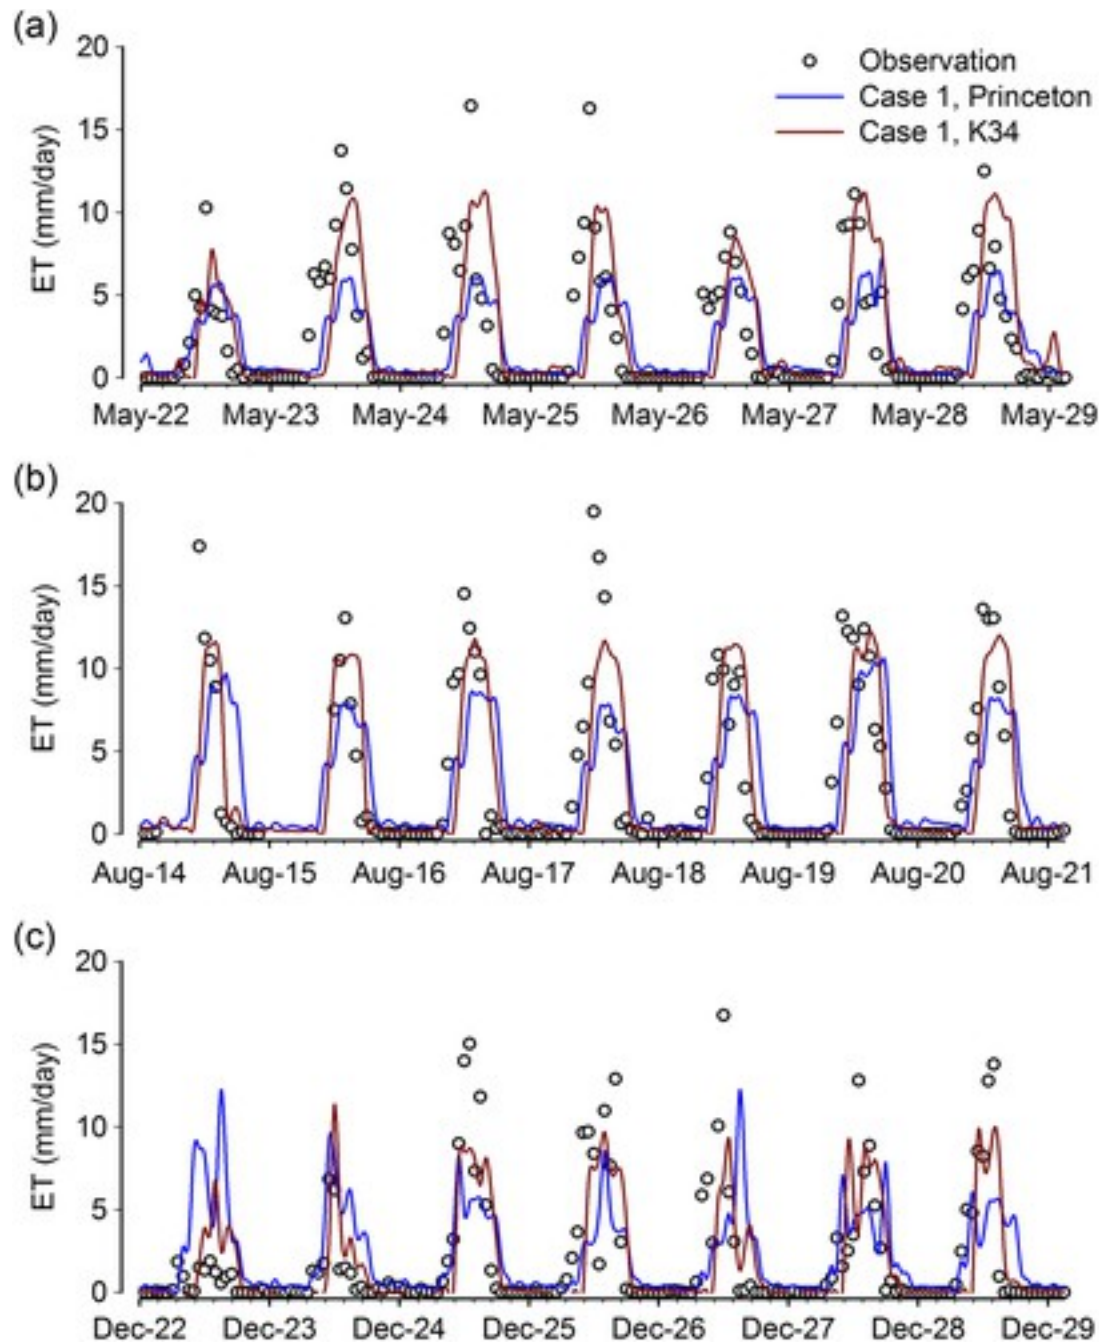 (a)
20
15
10
5
0
ET (mm/day)
Observation
Case 1, Princeton
Case 1, K34
May-22 May-23 May-24 May-25 May-26 May-27 May-28 May-29
(b)
20
15
10
5
0
ET (mm/day)
Aug-14 Aug-15 Aug-16 Aug-17 Aug-18 Aug-19 Aug-20 Aug-21
(c)
20
15
10
5
0
ET (mm/day)
Dec-22 Dec-23 Dec-24 Dec-25 Dec-26 Dec-27 Dec-28 Dec-29